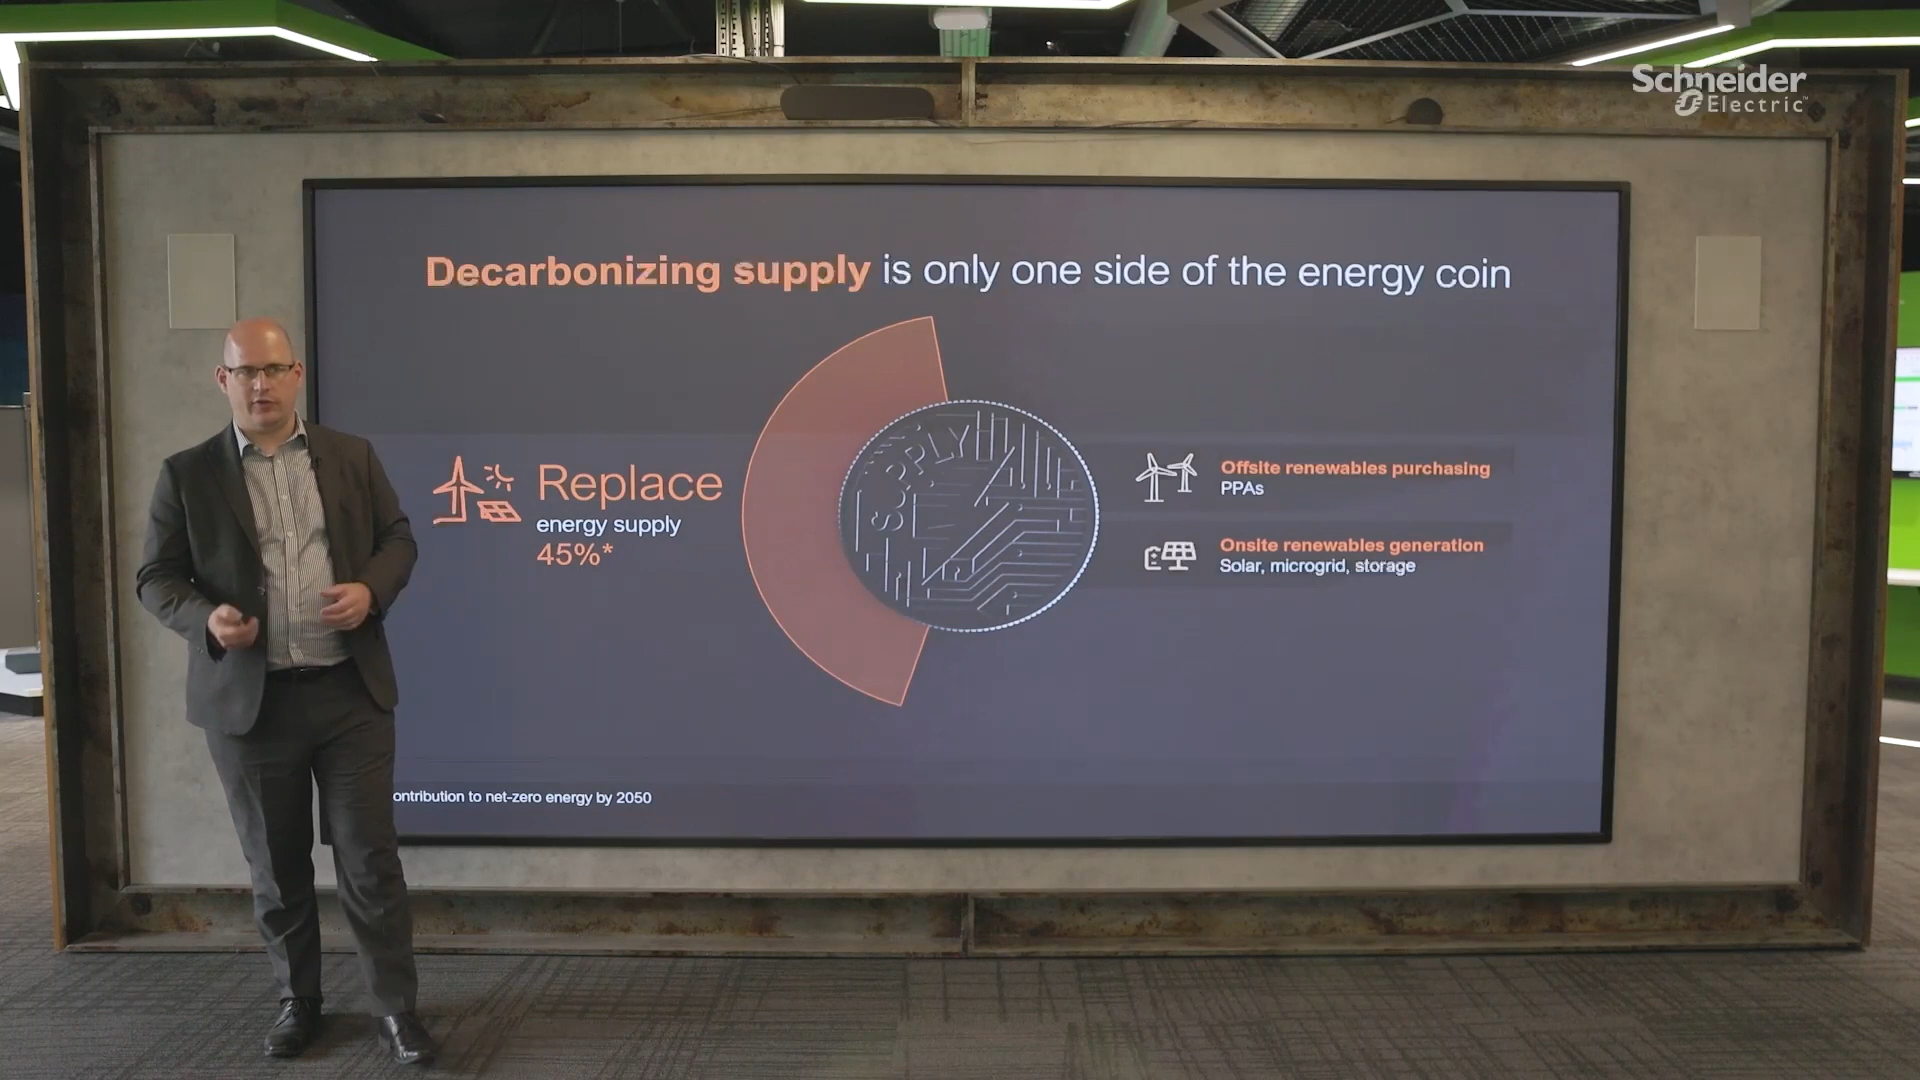 Schneider
Electric
Decarbonizing supply is only one side of the energy coin
SUPPLY
Replace
energy supply
45%*
Offsite renewables purchasing
PPAs
Onsite renewables generation
Solar, microgrid, storage
ontribution to net-zero energy by 2050